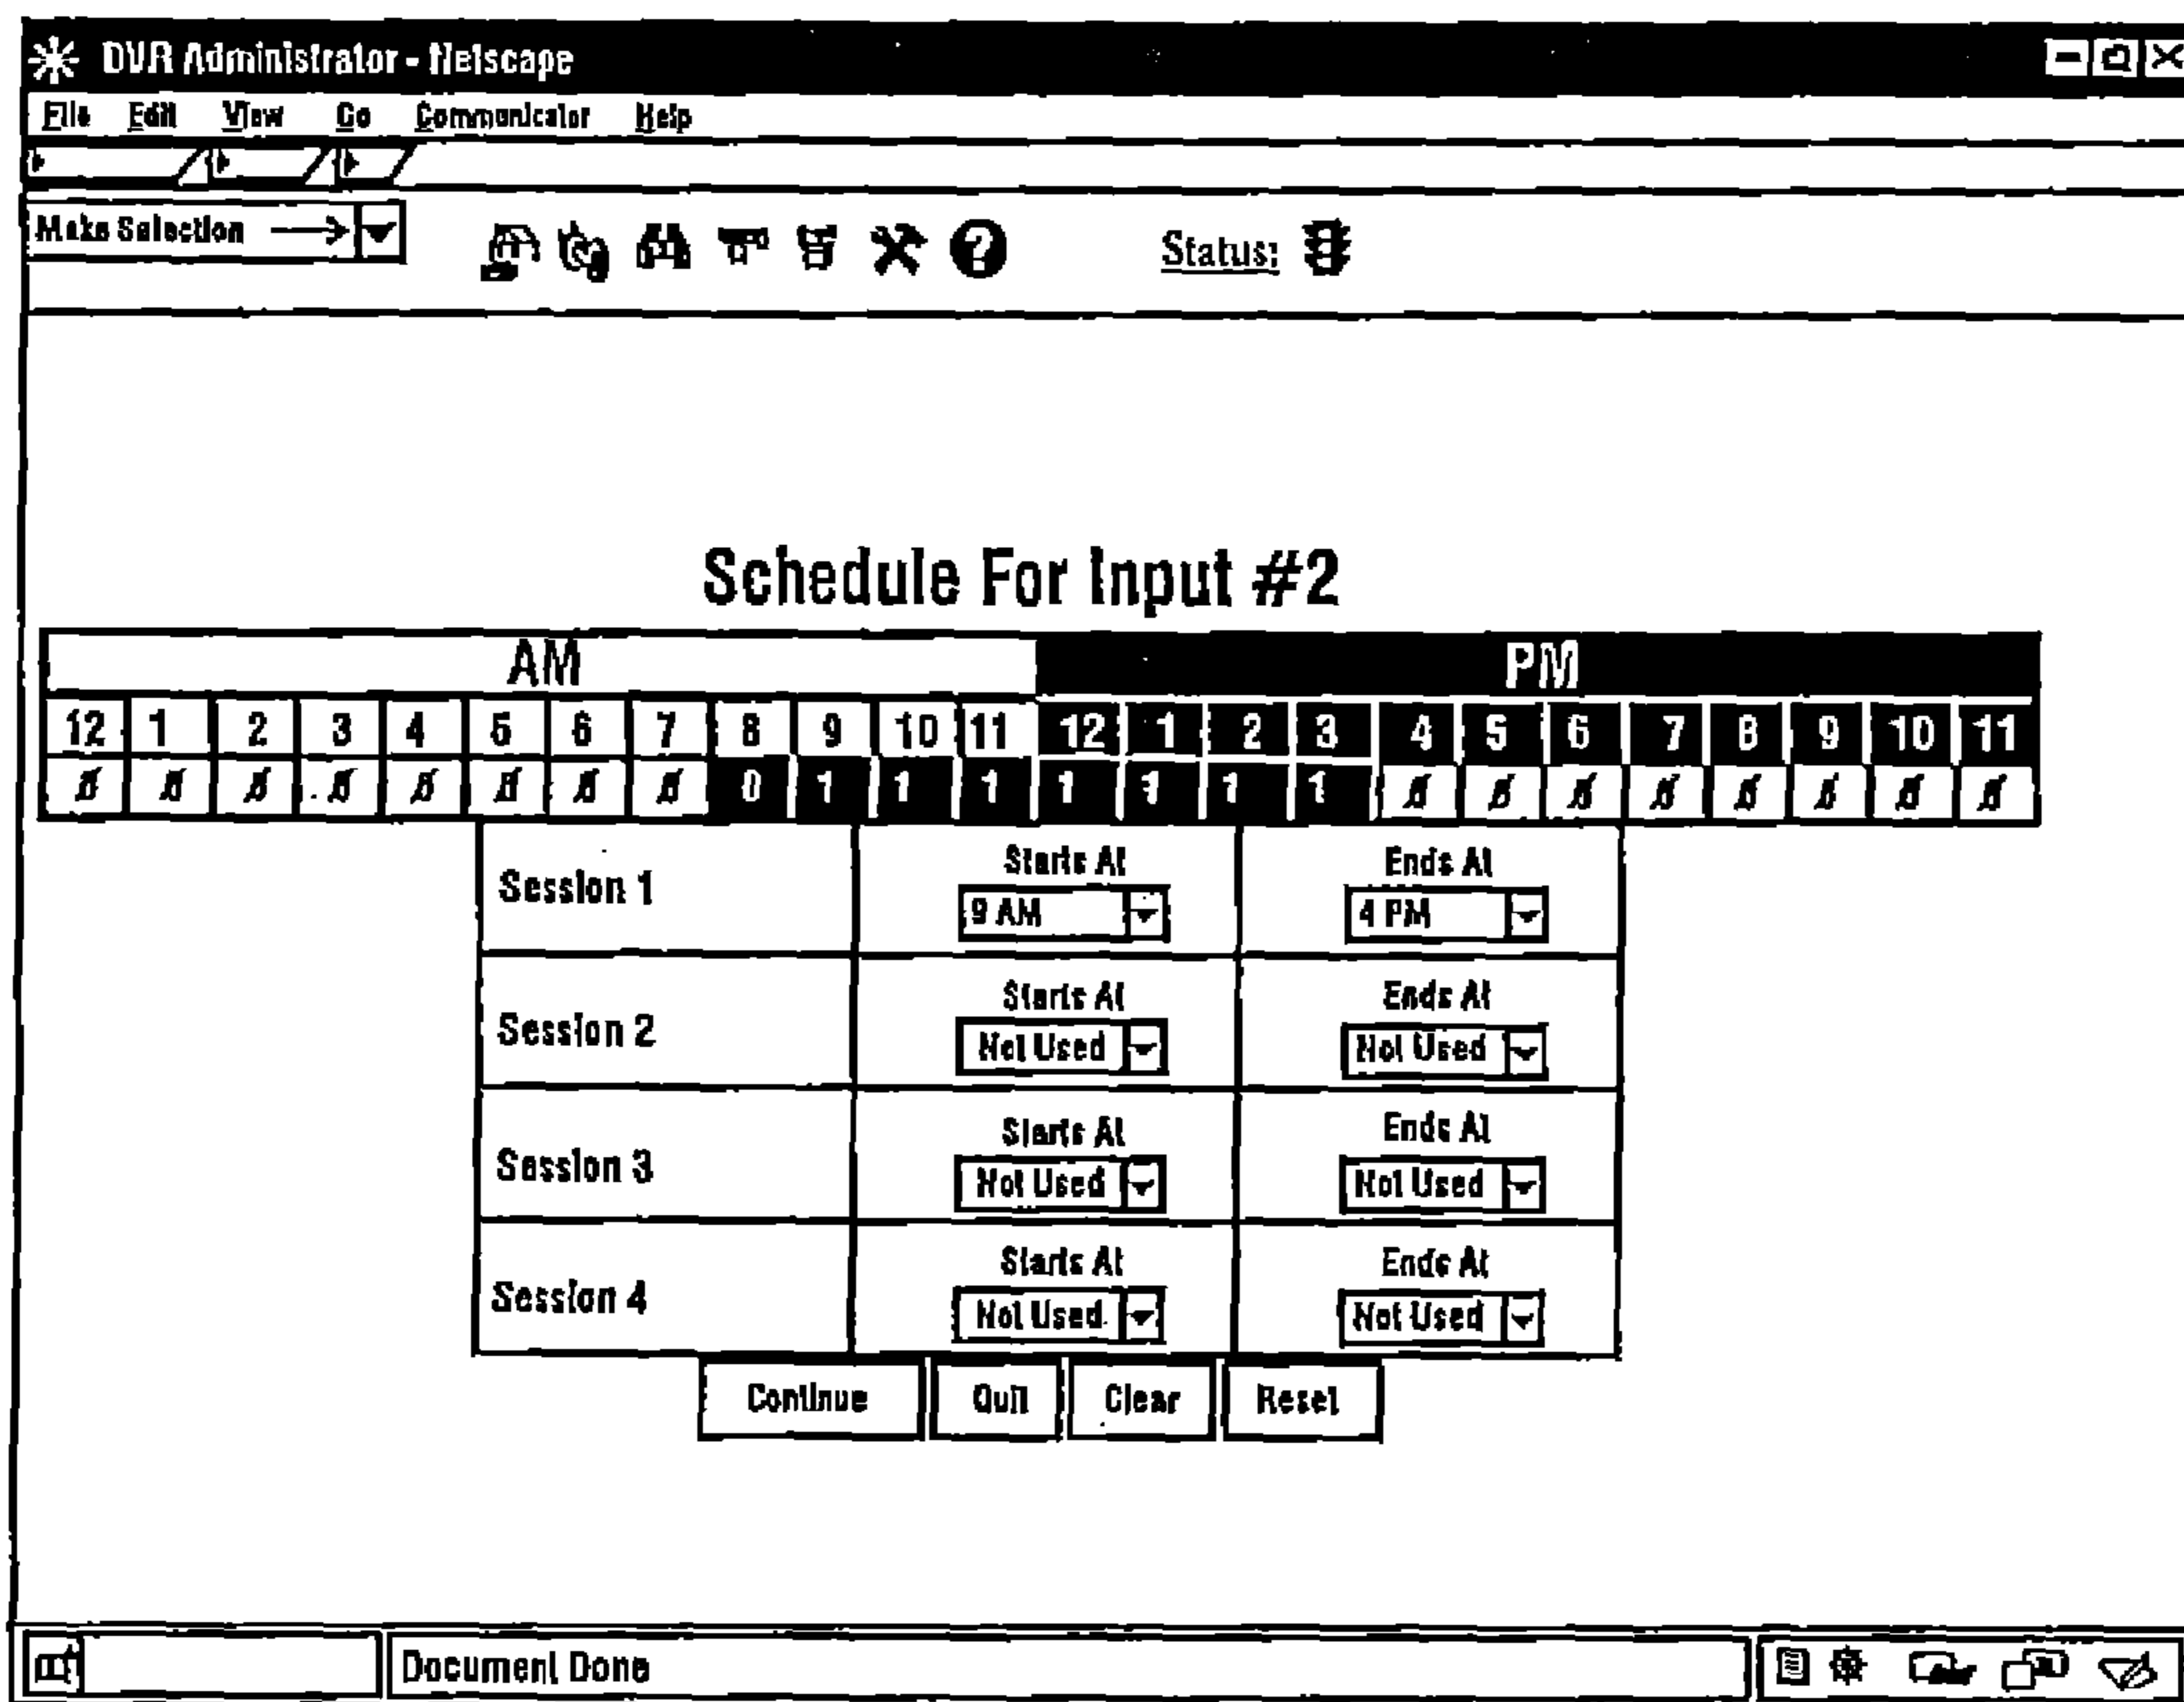 DVR Administrator - Netscape
File Edit View Go Communicator Help
Make Selection
Status:
Schedule For Input #2
AM PM
12 1 2 3 4 5 6 7 8 9 10 11 12 1 2 3 4 5 6 7 8 9 10 11
0 1 1 1 1 1 1 1
Starts At Ends At
Session 1 9 AM 4 PM
Starts At Ends At
Session 2 Not Used Not Used
Starts At Ends At
Session 3 Not Used Not Used
Starts At Ends At
Session 4 Not Used Not Used
Continue Quit Clear Reset
Document Done